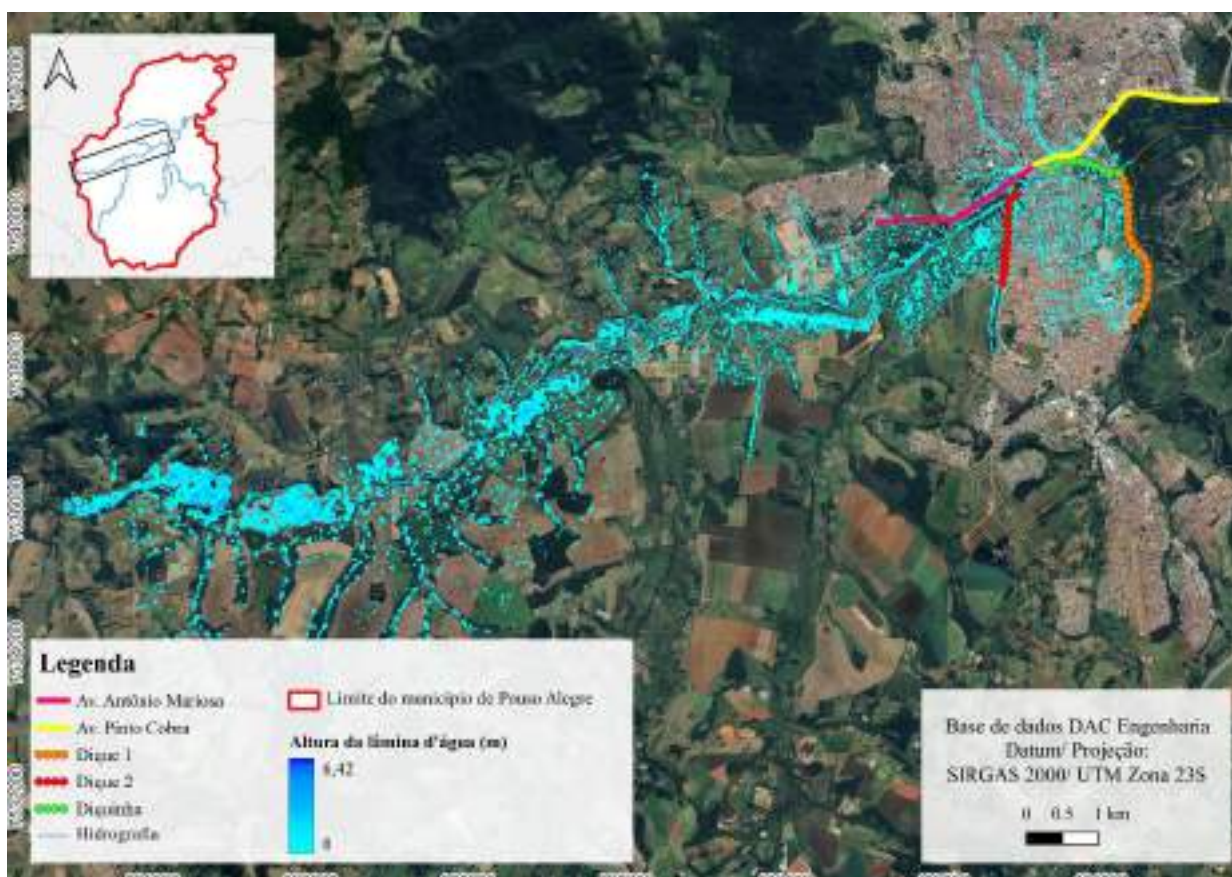 Legenda
Av. Antônio Mariosa
Av. Pinto Cobra
Dique 1
Dique 2
Diquinha
Hidrografia
Limite do município de Pouso Alegre
Altura da lâmina d'água (m)
6,42
0
Base de dados DAC Engenharia
Datum/ Projeção:
SIRGAS 2000/ UTM Zona 23S
0 0.5 1 km